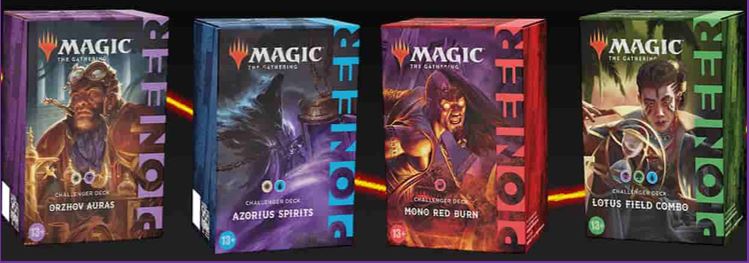 MAGIC
THE GATHERING
PIONEER
CHALLENGER DECK
ORZHOV AURAS
13+
MAGIC
THE GATHERING
PIONEER
CHALLENGER DECK
AZORIUS SPIRITS
13+
MAGIC
THE GATHERING
PIONEER
CHALLENGER DECK
MONO RED BURN
13+
MAGIC
THE GATHERING
PIONEER
CHALLENGER DECK
LOTUS FIELD COMBO
13+